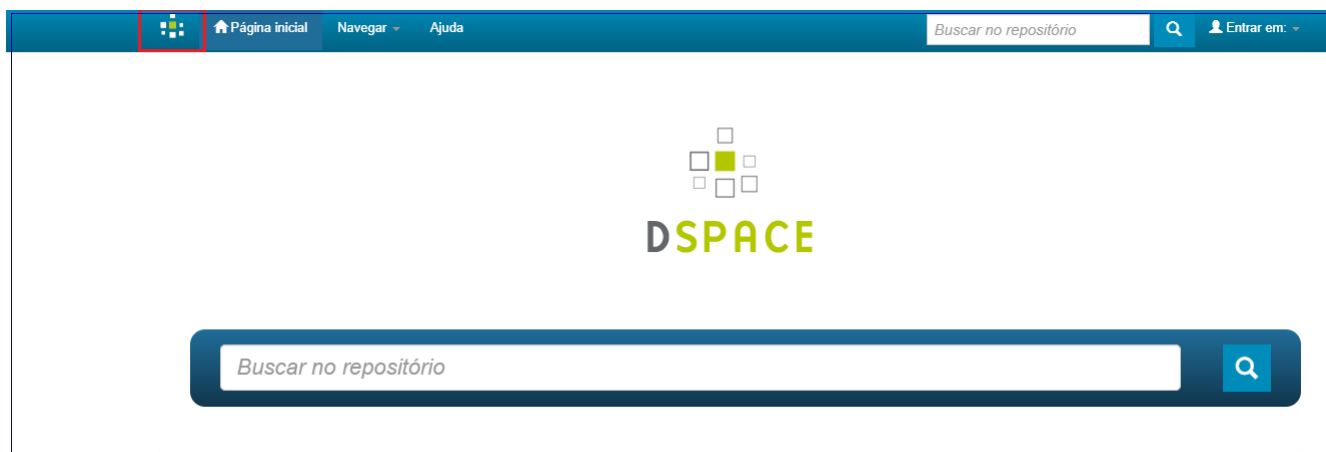 Página inicial Navegar Ajuda Buscar no repositório Entrar em:
DSPACE
Buscar no repositório